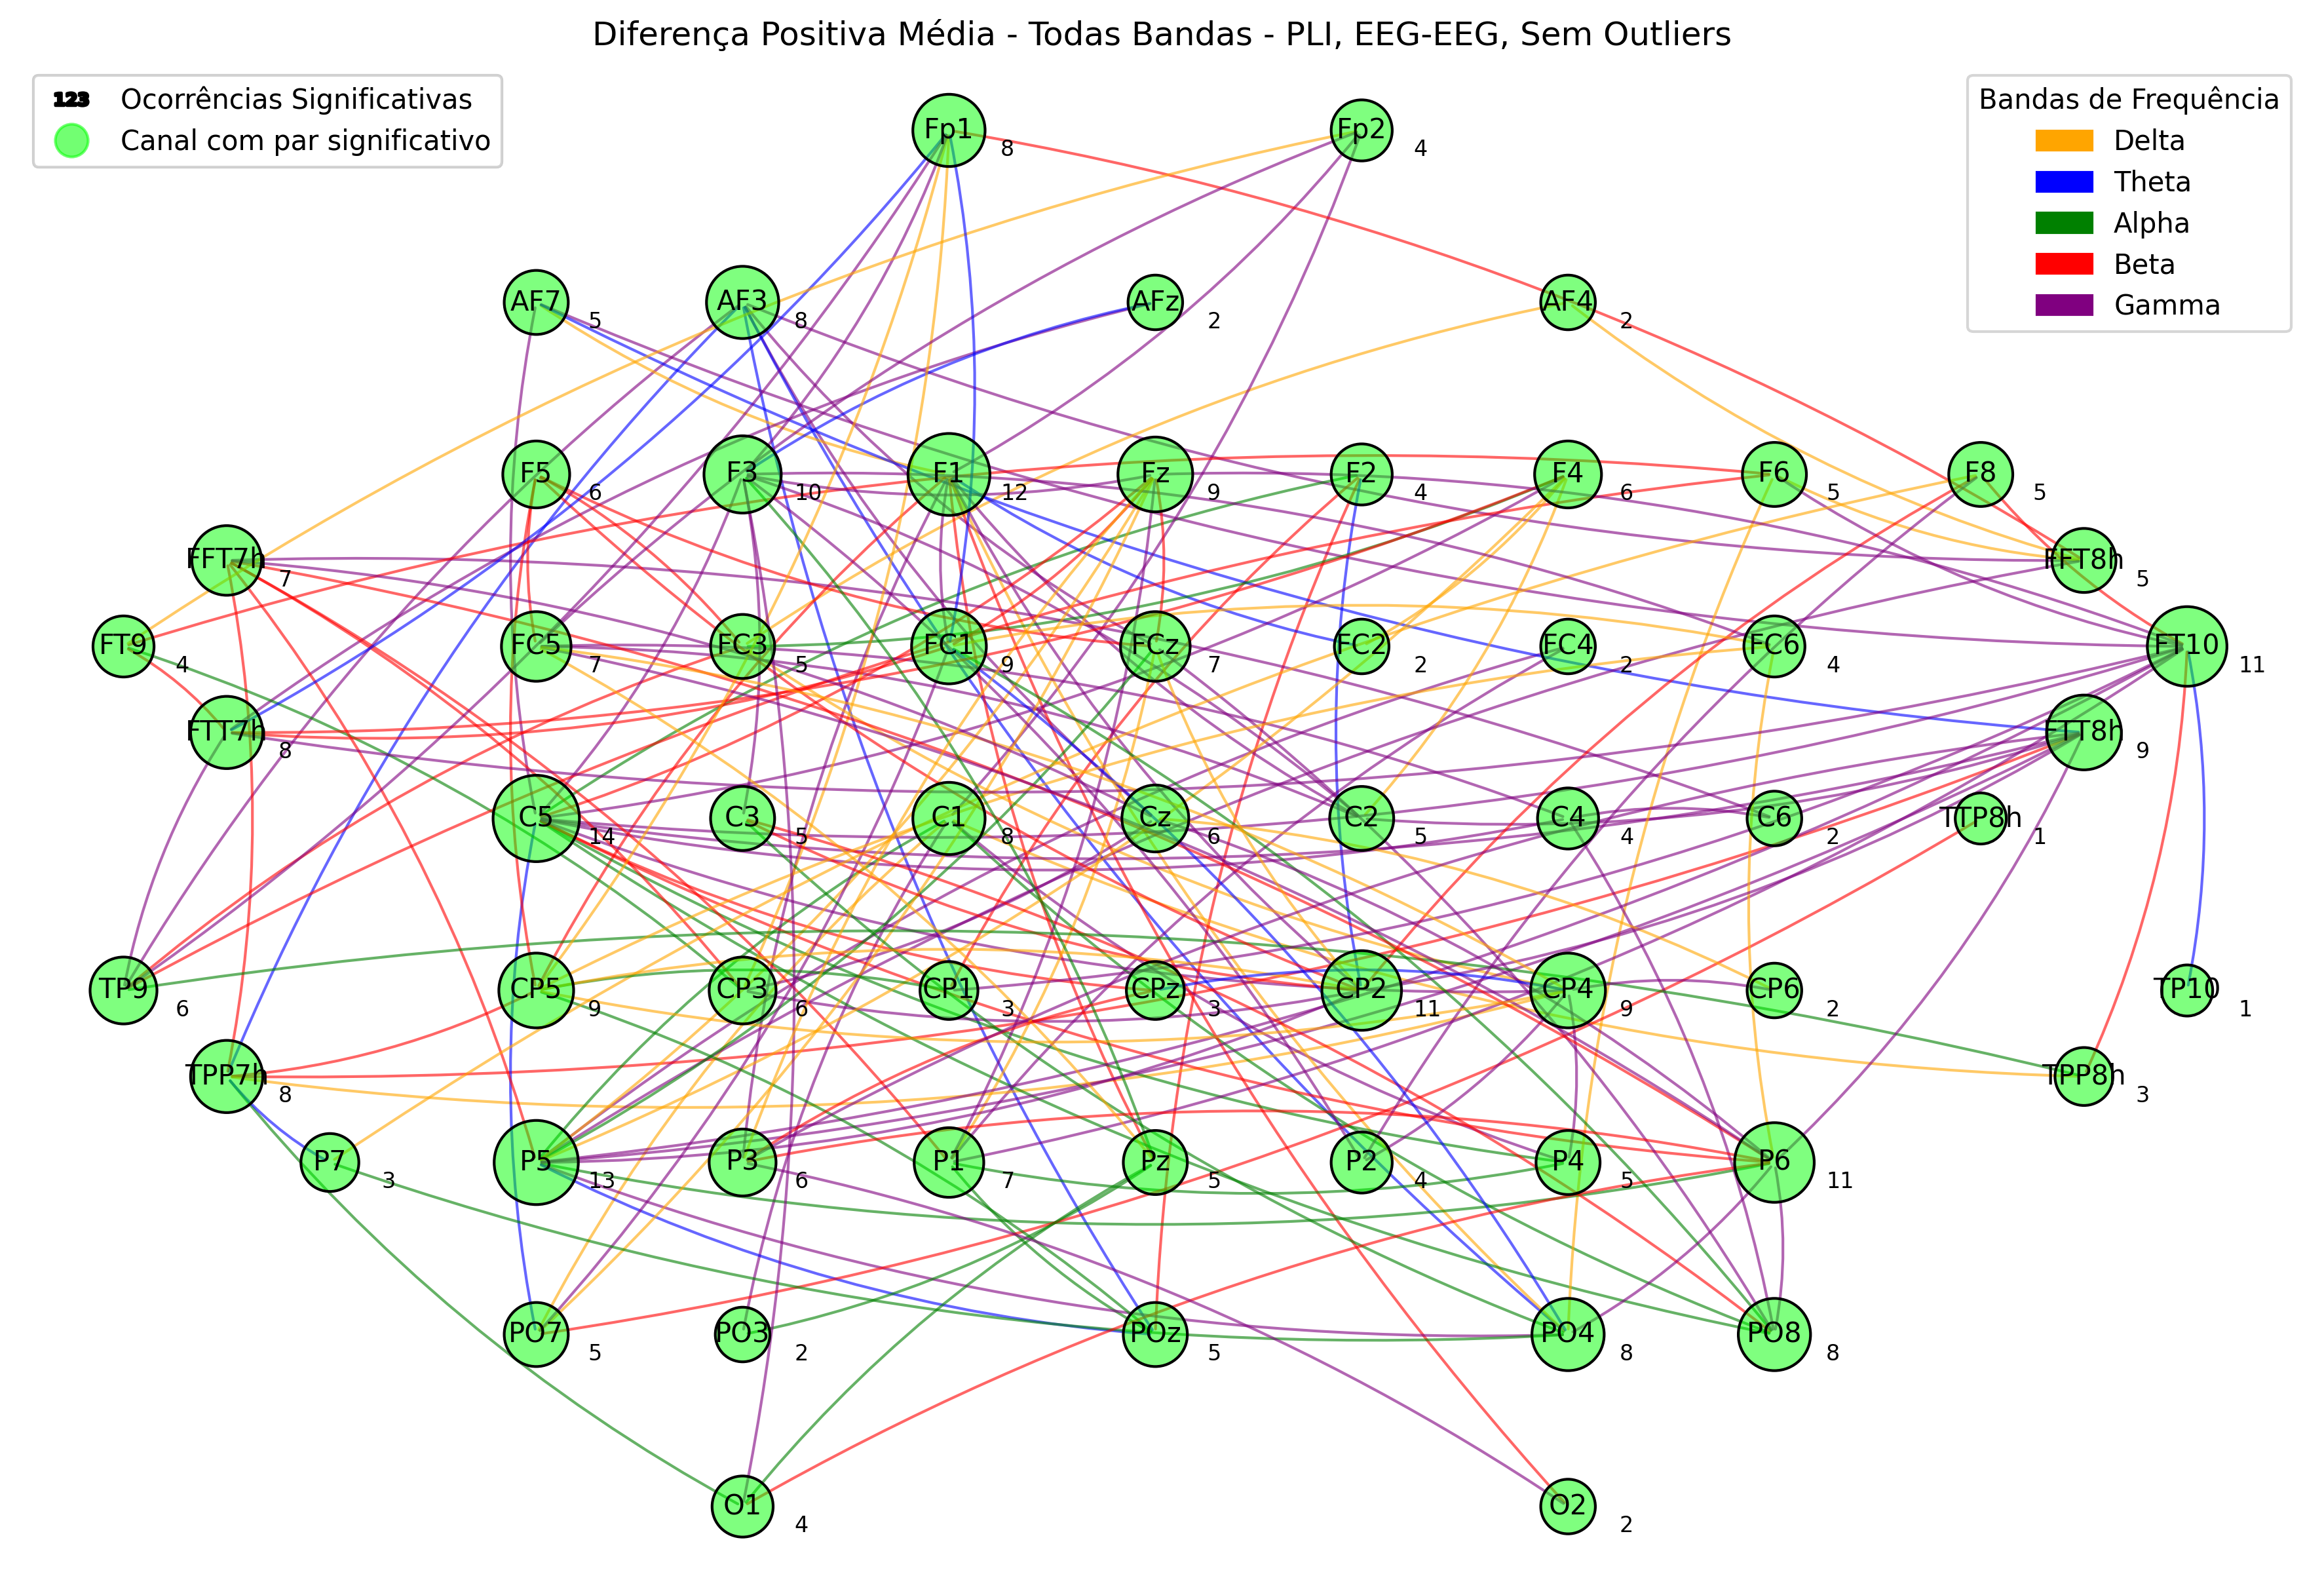 Diferença Positiva Média - Todas Bandas - PLI, EEG-EEG, Sem Outliers
123 Ocorrências Significativas
Canal com par significativo
Bandas de Frequência
Delta
Theta
Alpha
Beta
Gamma
Fp1 8
Fp2 4
AF7 5
AF3 8
AFz 2
AF4 2
F5 6
F3 10
F1 12
Fz 9
F2 4
F4 6
F6 5
F8 5
FFT7h 7
FFT8h 5
FT9 4
FC5 7
FC3 5
FC1 9
FCz 7
FC2 2
FC4 2
FC6 4
FT10 11
FTT7h 8
FTT8h 9
C5 14
C3 5
C1 8
Cz 6
C2 5
C4 4
C6 2
TTP8h 1
TP9 6
CP5 9
CP3 6
CP1 3
CPz 3
CP2 11
CP4 9
CP6 2
TP10 1
TPP7h 8
TPP8h 3
P7 3
P5 13
P3 6
P1 7
Pz 5
P2 4
P4 5
P6 11
PO7 5
PO3 2
POz 5
PO4 8
PO8 8
O1 4
O2 2